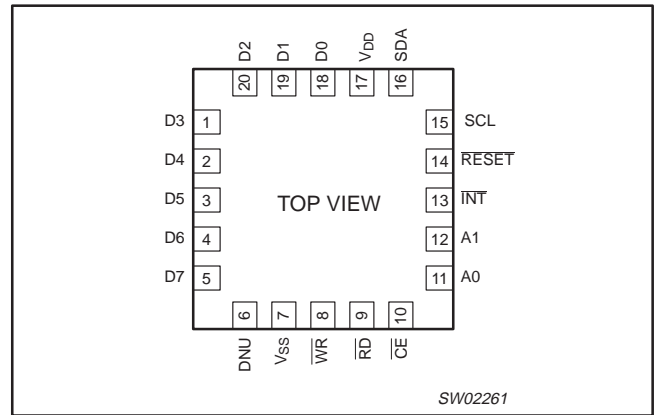 D2 D1 D0 VDD SDA
20 19 18 17 16
D3 1 15 SCL
D4 2 14 RESET
D5 3 TOP VIEW 13 INT
D6 4 12 A1
D7 5 11 A0
6 7 8 9 10
DNU VSS WR RD CE
SW02261